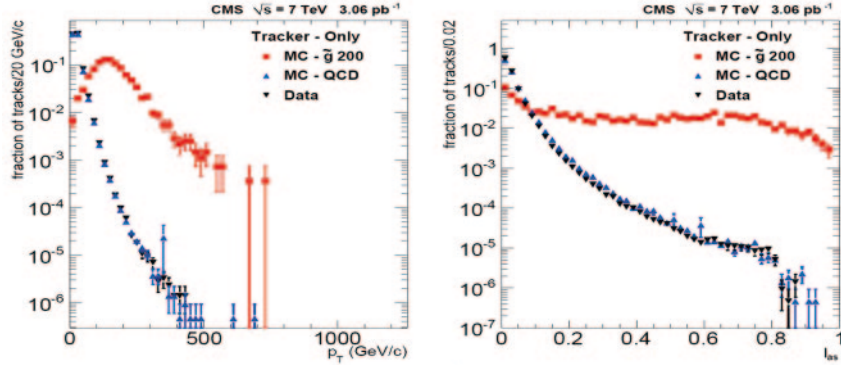 CMS √s = 7 TeV 3.06 pb⁻¹
fraction of tracks/20 GeV/c
Tracker - Only
MC - g̃ 200
MC - QCD
Data
10⁻¹
10⁻²
10⁻³
10⁻⁴
10⁻⁵
10⁻⁶
0 500 1000
p_T (GeV/c)
CMS √s = 7 TeV 3.06 pb⁻¹
fraction of tracks/0.02
Tracker - Only
MC - g̃ 200
MC - QCD
Data
1
10⁻¹
10⁻²
10⁻³
10⁻⁴
10⁻⁵
10⁻⁶
10⁻⁷
0 0.2 0.4 0.6 0.8 1
I_as